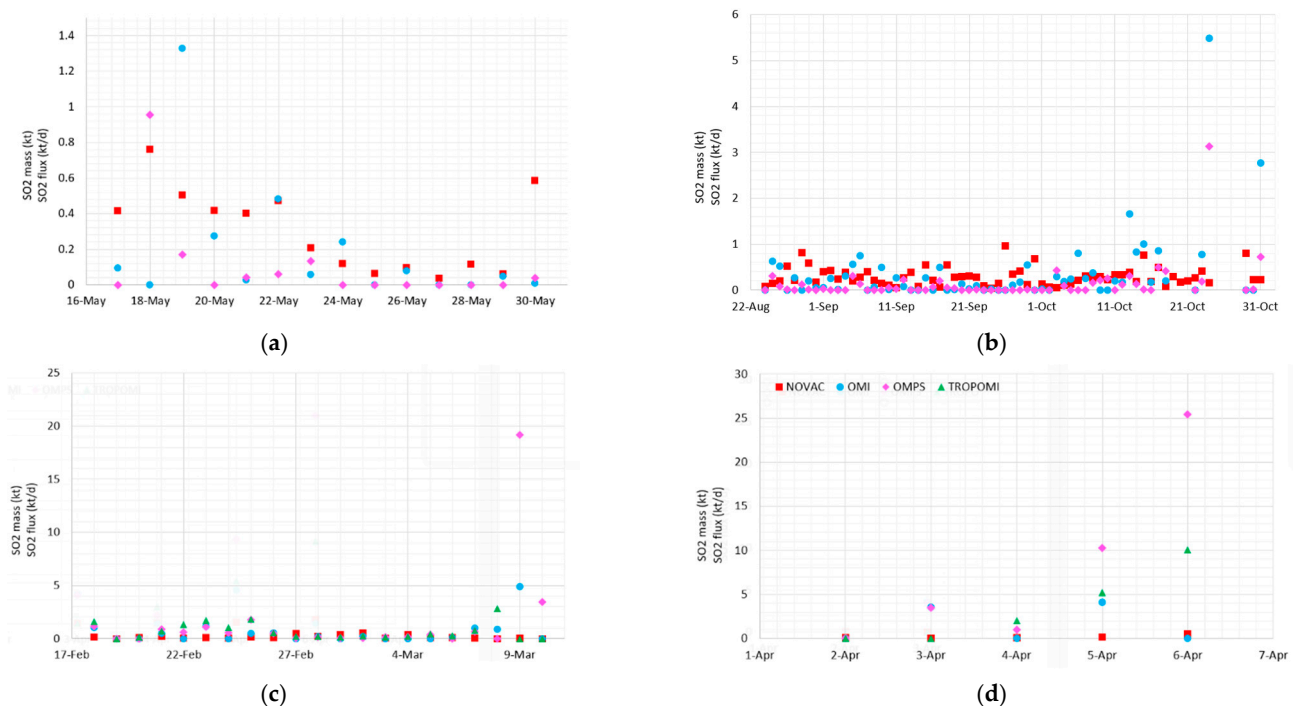 SO2 mass (kt)
SO2 flux (kt/d)
1.4
1.2
1
0.8
0.6
0.4
0.2
0
16-May 18-May 20-May 22-May 24-May 26-May 28-May 30-May
(a)
SO2 mass (kt)
SO2 flux (kt/d)
6
5
4
3
2
1
0
22-Aug 1-Sep 11-Sep 21-Sep 1-Oct 11-Oct 21-Oct 31-Oct
(b)
SO2 mass (kt)
SO2 flux (kt/d)
25
20
15
10
5
0
17-Feb 22-Feb 27-Feb 4-Mar 9-Mar
(c)
SO2 mass (kt)
SO2 flux (kt/d)
NOVAC OMI OMPS TROPOMI
30
25
20
15
10
5
0
1-Apr 2-Apr 3-Apr 4-Apr 5-Apr 6-Apr 7-Apr
(d)